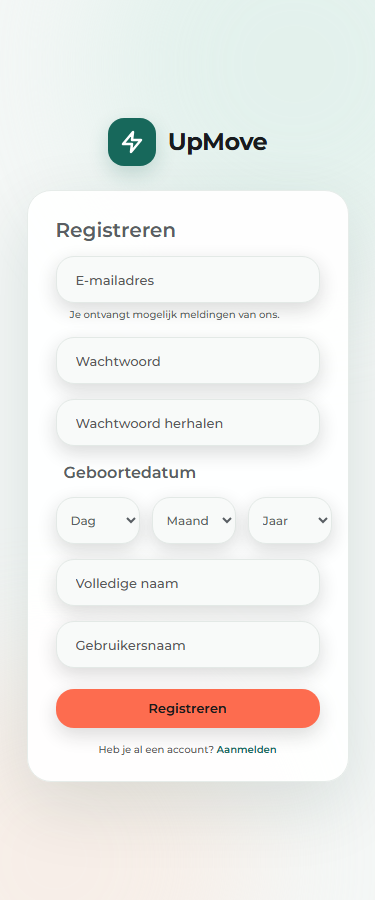 UpMove
Registreren
E-mailadres
Je ontvangt mogelijk meldingen van ons.
Wachtwoord
Wachtwoord herhalen
Geboortedatum
Dag Maand Jaar
Volledige naam
Gebruikersnaam
Registreren
Heb je al een account? Aanmelden